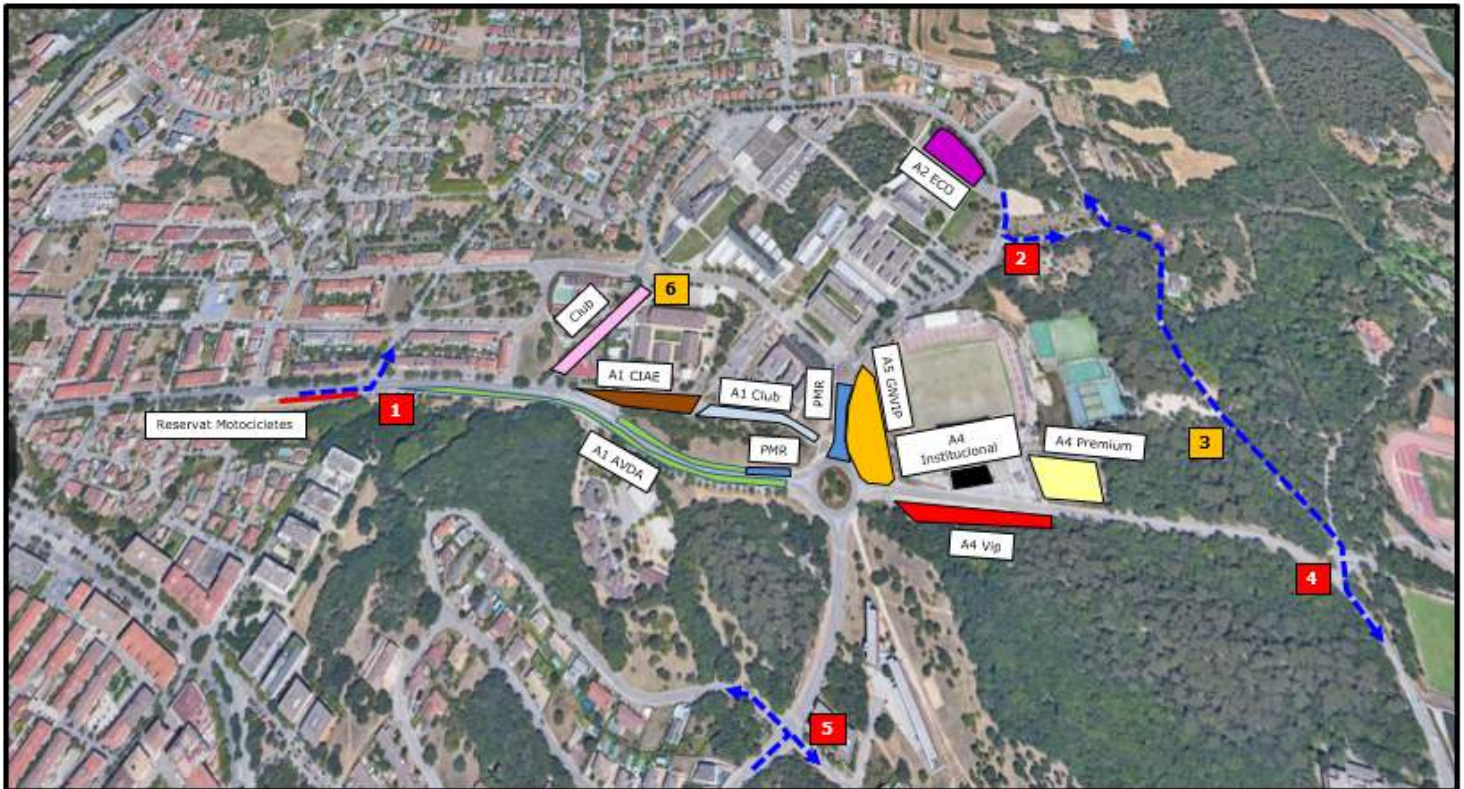 A2 ECO
2
6
Club
3
A1 CIAE
A1 Club
PMR
A5 GNVIP
1
Reservat Motocicletes
A1 AVDA
PMR
A4
Institucional
A4 Premium
A4 Vip
4
5